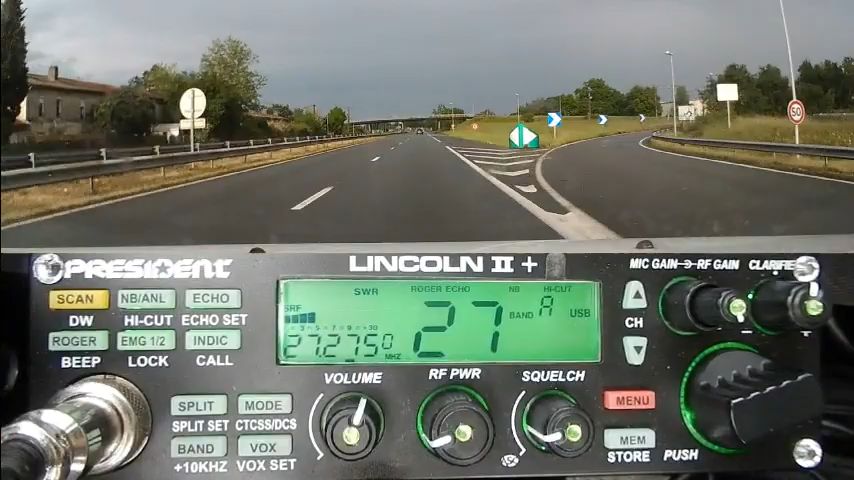 50
PRESIDENT
LINCOLN II +
MIC GAIN RF GAIN
CLARIFIER
SCAN
NB/ANL
ECHO
SWR
ROGER ECHO
NB
HI-CUT
DW
HI-CUT
ECHO SET
SRF
27
BAND
A
USB
CH
ROGER
EMG 1/2
INDIC
27.2750
MHZ
BEEP
LOCK
CALL
VOLUME
RF PWR
SQUELCH
SPLIT
MODE
MENU
SPLIT SET
CTCSS/DCS
BAND
VOX
MEM
+10KHZ
VOX SET
STORE
PUSH